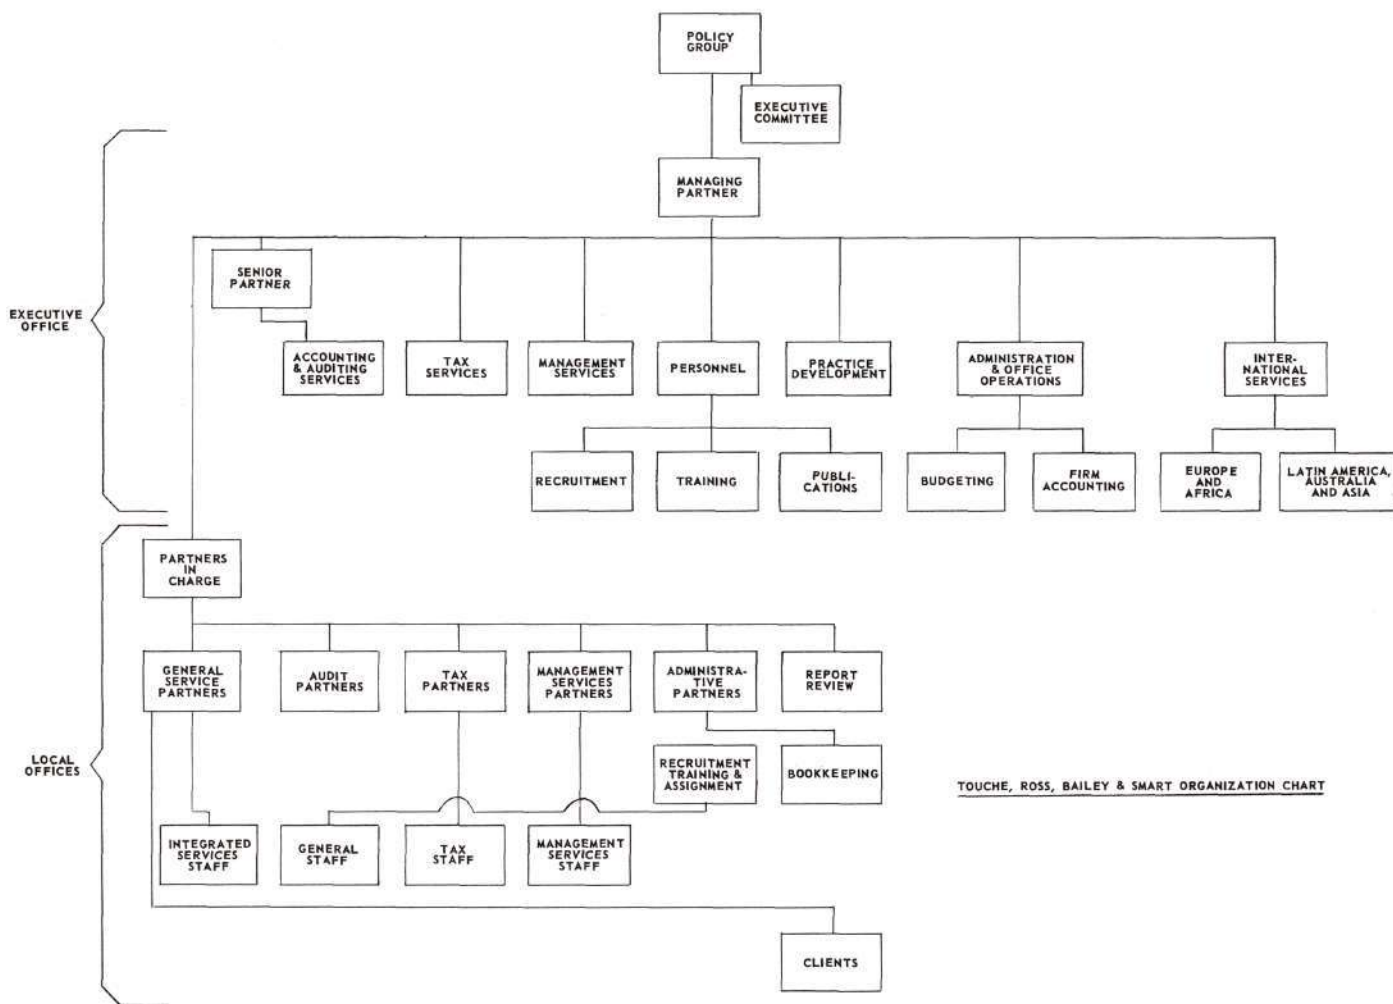 POLICY
GROUP
EXECUTIVE
COMMITTEE
MANAGING
PARTNER
EXECUTIVE
OFFICE
SENIOR
PARTNER
ACCOUNTING
& AUDITING
SERVICES
TAX
SERVICES
MANAGEMENT
SERVICES
PERSONNEL
PRACTICE
DEVELOPMENT
ADMINISTRATION
& OFFICE
OPERATIONS
INTER-
NATIONAL
SERVICES
RECRUITMENT
TRAINING
PUBLI-
CATIONS
BUDGETING
FIRM
ACCOUNTING
EUROPE
AND
AFRICA
LATIN AMERICA,
AUSTRALIA
AND ASIA
PARTNERS
IN
CHARGE
GENERAL
SERVICE
PARTNERS
AUDIT
PARTNERS
TAX
PARTNERS
MANAGEMENT
SERVICES
PARTNERS
ADMINISTRA-
TIVE
PARTNERS
REPORT
REVIEW
LOCAL
OFFICES
RECRUITMENT
TRAINING &
ASSIGNMENT
BOOKKEEPING
TOUCHE, ROSS, BAILEY & SMART ORGANIZATION CHART
INTEGRATED
SERVICES
STAFF
GENERAL
STAFF
TAX
STAFF
MANAGEMENT
SERVICES
STAFF
CLIENTS